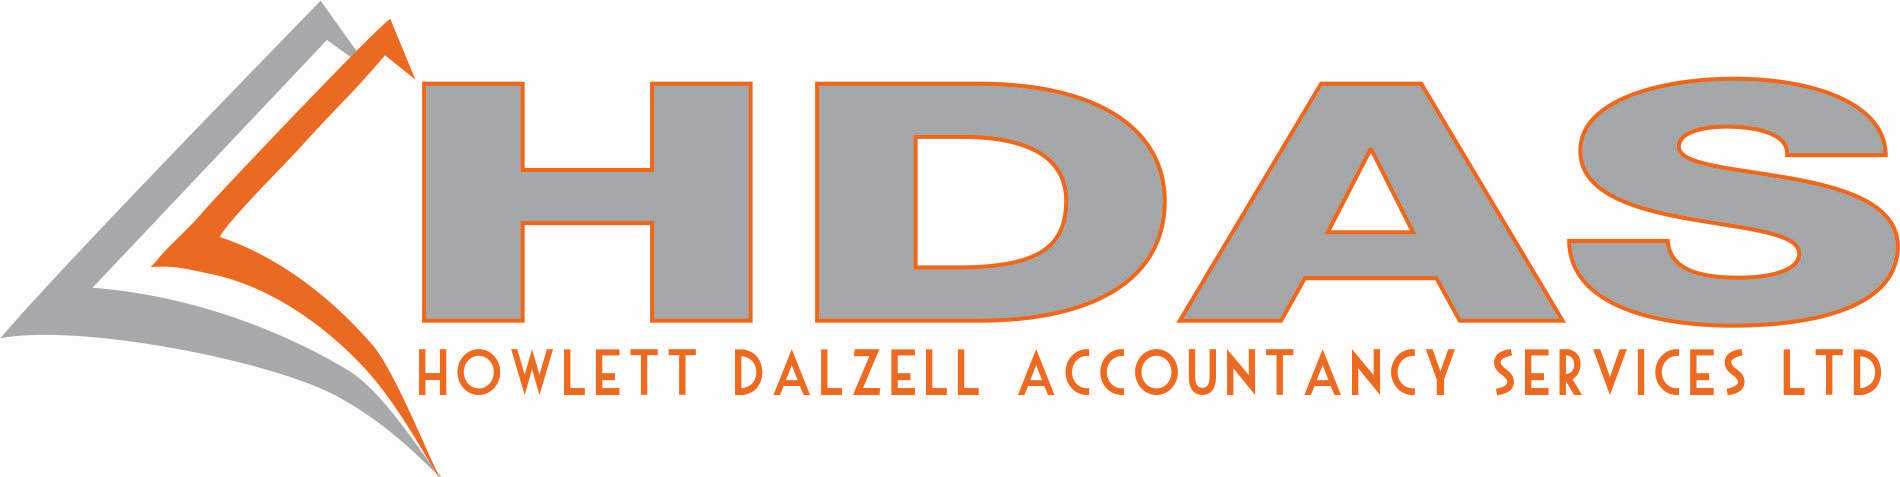 HDAS
HOWLETT DALZELL ACCOUNTANCY SERVICES LTD